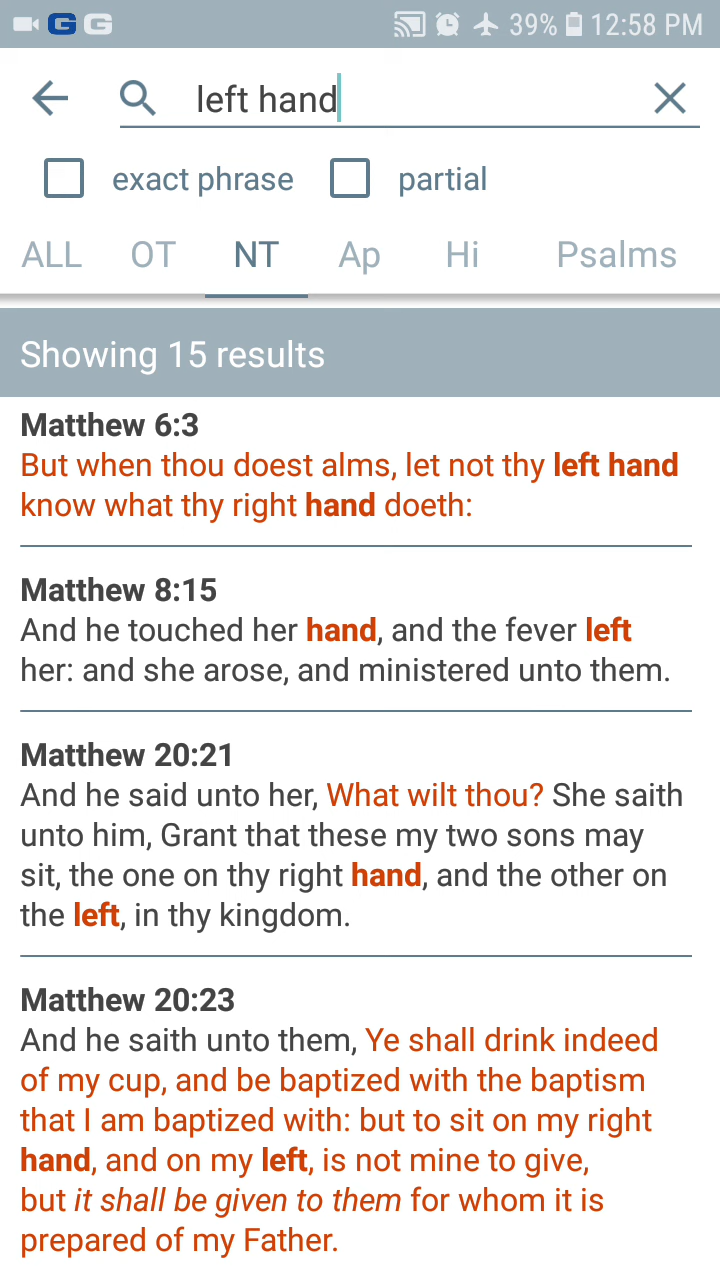 G G 39% 12:58 PM
left hand
exact phrase partial
ALL OT NT Ap Hi Psalms
Showing 15 results
Matthew 6:3
But when thou doest alms, let not thy left hand
know what thy right hand doeth:
Matthew 8:15
And he touched her hand, and the fever left
her: and she arose, and ministered unto them.
Matthew 20:21
And he said unto her, What wilt thou? She saith
unto him, Grant that these my two sons may
sit, the one on thy right hand, and the other on
the left, in thy kingdom.
Matthew 20:23
And he saith unto them, Ye shall drink indeed
of my cup, and be baptized with the baptism
that I am baptized with: but to sit on my right
hand, and on my left, is not mine to give,
but it shall be given to them for whom it is
prepared of my Father.